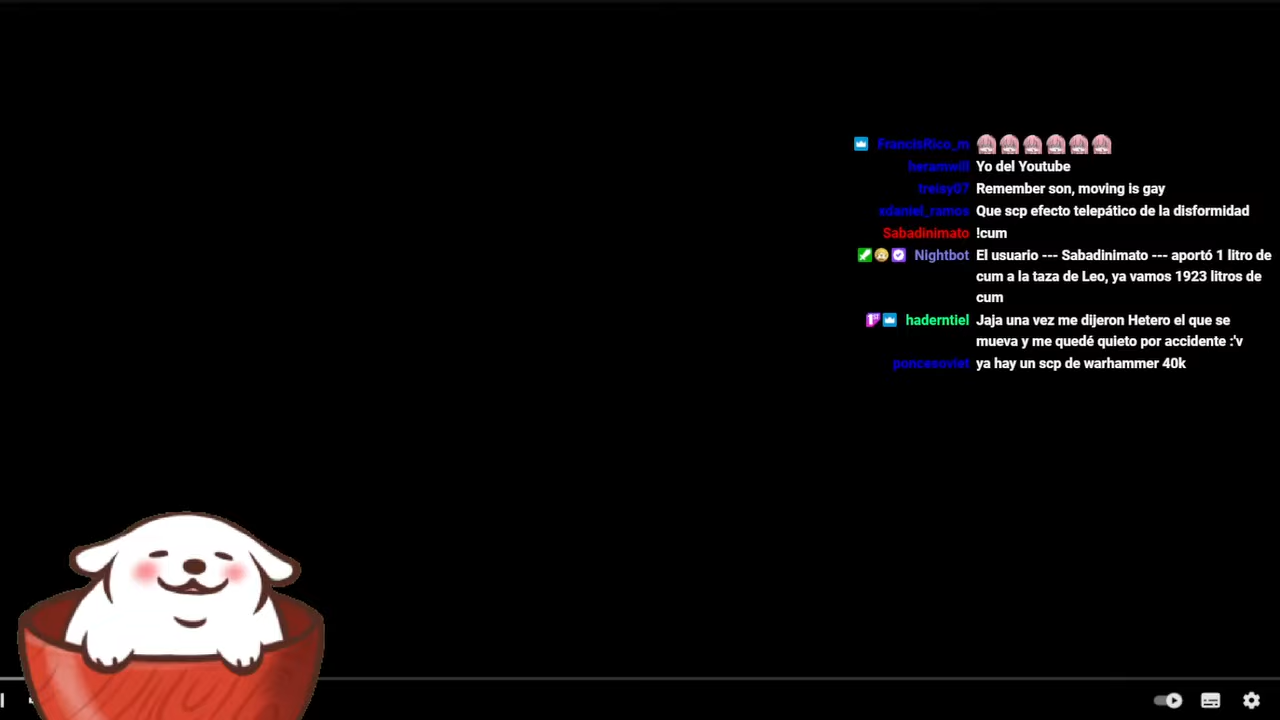 FrancisRico_m
heramwill Yo del Youtube
treisy07 Remember son, moving is gay
xdaniel_ramos Que scp efecto telepático de la disformidad
Sabadinimato !cum
Nightbot El usuario --- Sabadinimato --- aportó 1 litro de
cum a la taza de Leo, ya vamos 1923 litros de
cum
haderntiel Jaja una vez me dijeron Hetero el que se
mueva y me quedé quieto por accidente :'v
poncesoviet ya hay un scp de warhammer 40k